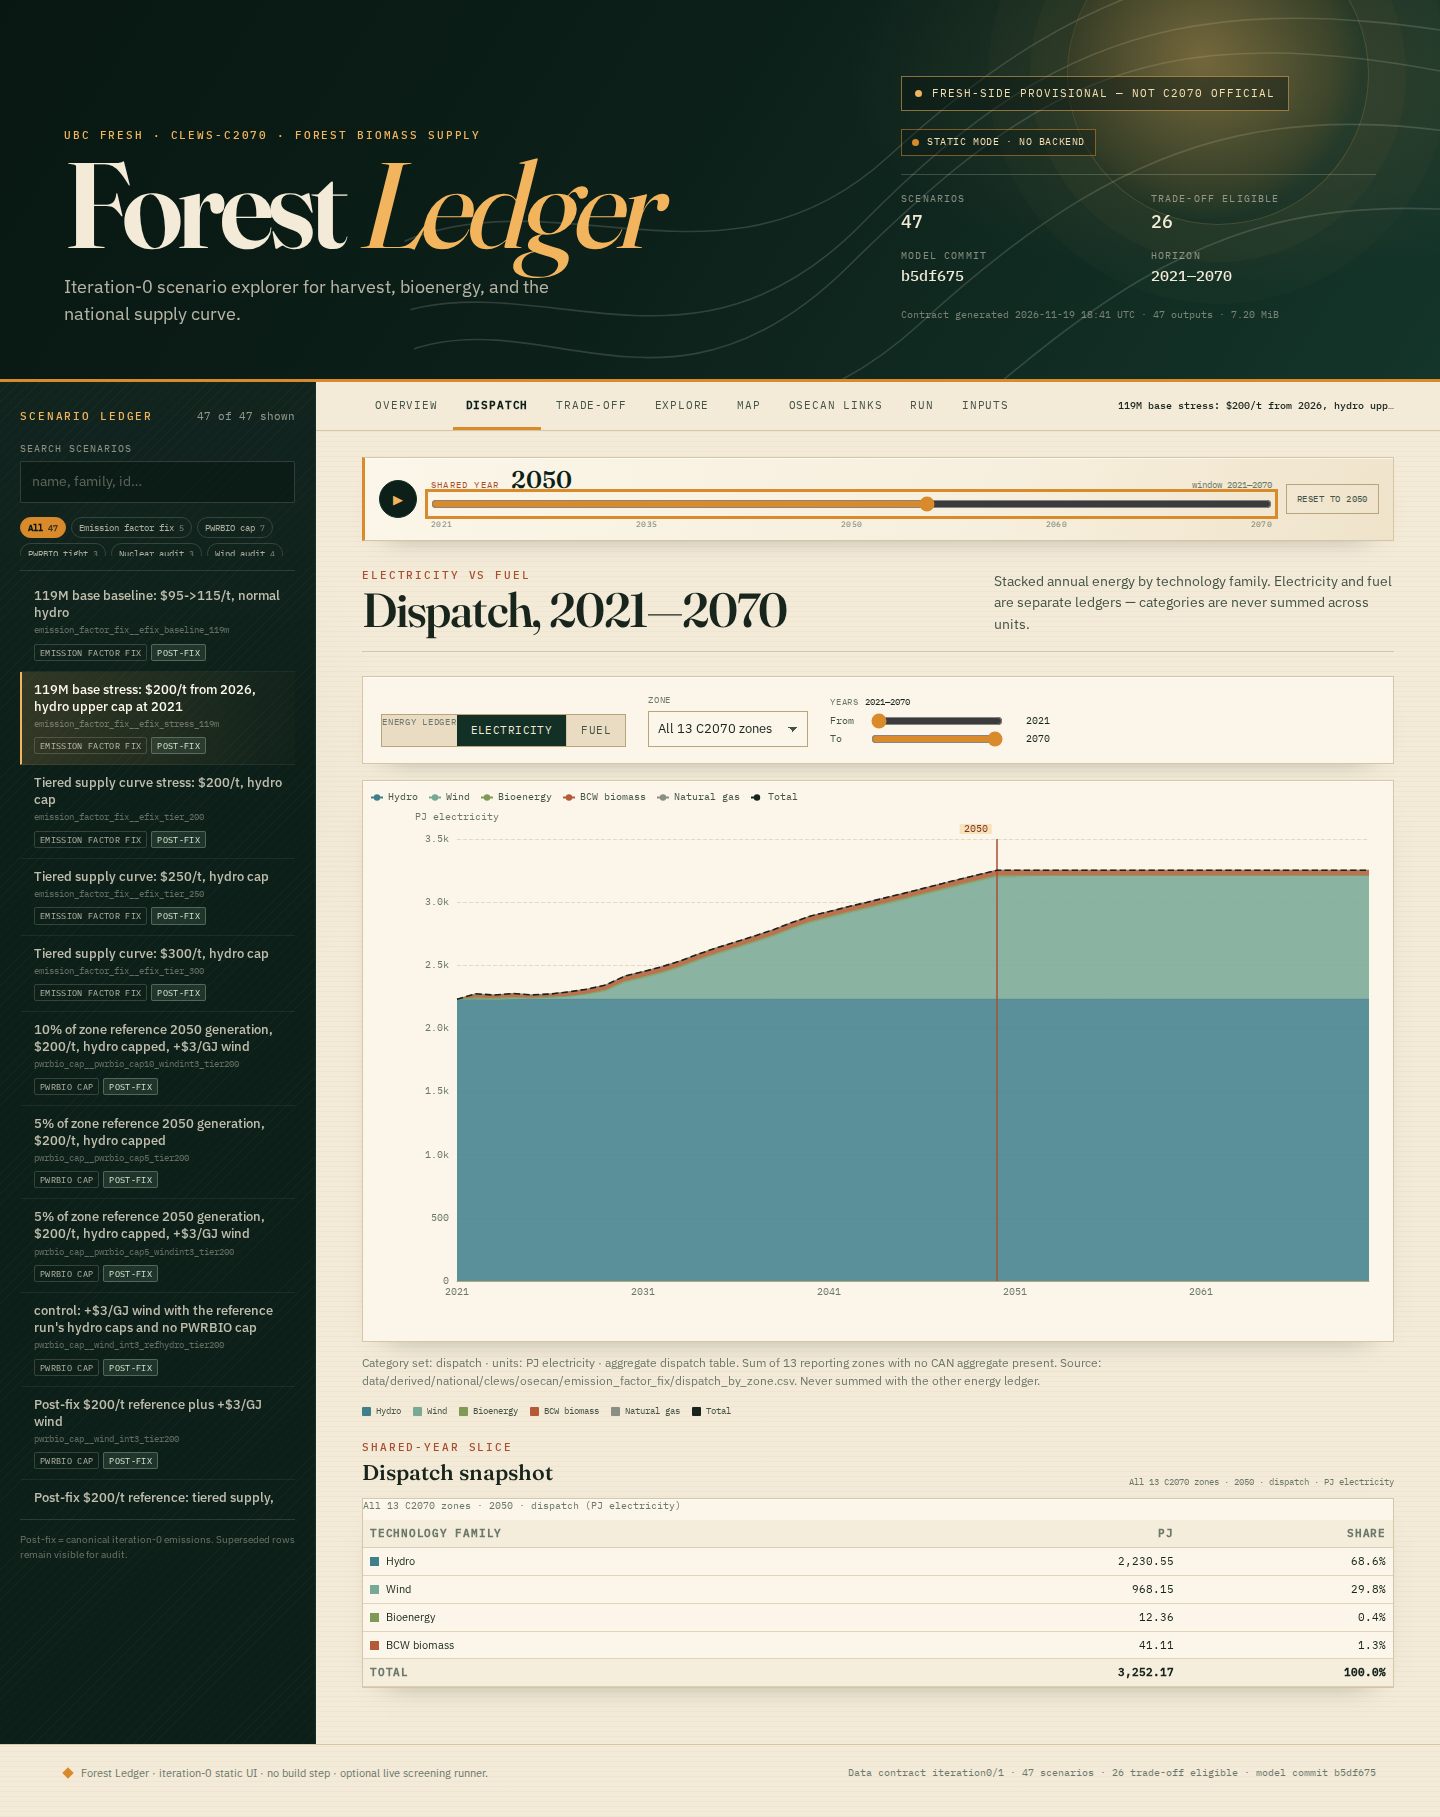 UBC FRESH · CLEWS-C2070 · FOREST BIOMASS SUPPLY
Forest Ledger
Iteration-0 scenario explorer for harvest, bioenergy, and the
national supply curve.
FRESH-SIDE PROVISIONAL — NOT C2070 OFFICIAL
STATIC MODE · NO BACKEND
SCENARIOS
47
TRADE-OFF ELIGIBLE
26
MODEL COMMIT
b5df675
HORIZON
2021–2070
Contract generated 2026-11-19 18:41 UTC · 47 outputs · 7.20 MiB
SCENARIO LEDGER
47 of 47 shown
SEARCH SCENARIOS
name, family, id...
All 47
Emission factor fix 5
PWRBIO cap 7
PWRBIO tight 3
Nuclear audit 3
Wind audit 4
119M base baseline: $95->115/t, normal
hydro
emission_factor_fix__efix_baseline_119m
EMISSION FACTOR FIX
POST-FIX
119M base stress: $200/t from 2026,
hydro upper cap at 2021
emission_factor_fix__efix_stress_119m
EMISSION FACTOR FIX
POST-FIX
Tiered supply curve stress: $200/t, hydro
cap
emission_factor_fix__efix_tier_200
EMISSION FACTOR FIX
POST-FIX
Tiered supply curve: $250/t, hydro cap
emission_factor_fix__efix_tier_250
EMISSION FACTOR FIX
POST-FIX
Tiered supply curve: $300/t, hydro cap
emission_factor_fix__efix_tier_300
EMISSION FACTOR FIX
POST-FIX
10% of zone reference 2050 generation,
$200/t, hydro capped, +$3/GJ wind
pwrbio_cap__pwrbio_cap10_windint3_tier200
PWRBIO CAP
POST-FIX
5% of zone reference 2050 generation,
$200/t, hydro capped
pwrbio_cap__pwrbio_cap5_tier200
PWRBIO CAP
POST-FIX
5% of zone reference 2050 generation,
$200/t, hydro capped, +$3/GJ wind
pwrbio_cap__pwrbio_cap5_windint3_tier200
PWRBIO CAP
POST-FIX
control: +$3/GJ wind with the reference
run's hydro caps and no PWRBIO cap
pwrbio_cap__wind_int3_refhydro_tier200
PWRBIO CAP
POST-FIX
Post-fix $200/t reference plus +$3/GJ
wind
pwrbio_cap__wind_int3_tier200
PWRBIO CAP
POST-FIX
Post-fix $200/t reference: tiered supply,
Post-fix = canonical iteration-0 emissions. Superseded rows
remain visible for audit.
OVERVIEW
DISPATCH
TRADE-OFF
EXPLORE
MAP
OSECAN LINKS
RUN
INPUTS
119M base stress: $200/t from 2026, hydro upp…
SHARED YEAR 2050
window 2021–2070
2021
2035
2050
2060
2070
RESET TO 2050
ELECTRICITY VS FUEL
Dispatch, 2021—2070
Stacked annual energy by technology family. Electricity and fuel
are separate ledgers — categories are never summed across
units.
ENERGY LEDGER
ELECTRICITY
FUEL
ZONE
All 13 C2070 zones
YEARS 2021–2070
From 2021
To 2070
Hydro
Wind
Bioenergy
BCW biomass
Natural gas
Total
PJ electricity
2050
3.5k
3.0k
2.5k
2.0k
1.5k
1.0k
500
0
2021
2031
2041
2051
2061
Category set: dispatch · units: PJ electricity · aggregate dispatch table. Sum of 13 reporting zones with no CAN aggregate present. Source:
data/derived/national/clews/osecan/emission_factor_fix/dispatch_by_zone.csv. Never summed with the other energy ledger.
Hydro
Wind
Bioenergy
BCW biomass
Natural gas
Total
SHARED-YEAR SLICE
Dispatch snapshot
All 13 C2070 zones · 2050 · dispatch · PJ electricity
All 13 C2070 zones · 2050 · dispatch (PJ electricity)
TECHNOLOGY FAMILY PJ SHARE
Hydro 2,230.55 68.6%
Wind 968.15 29.8%
Bioenergy 12.36 0.4%
BCW biomass 41.11 1.3%
TOTAL 3,252.17 100.0%
Forest Ledger · iteration-0 static UI · no build step · optional live screening runner.
Data contract iteration0/1 · 47 scenarios · 26 trade-off eligible · model commit b5df675